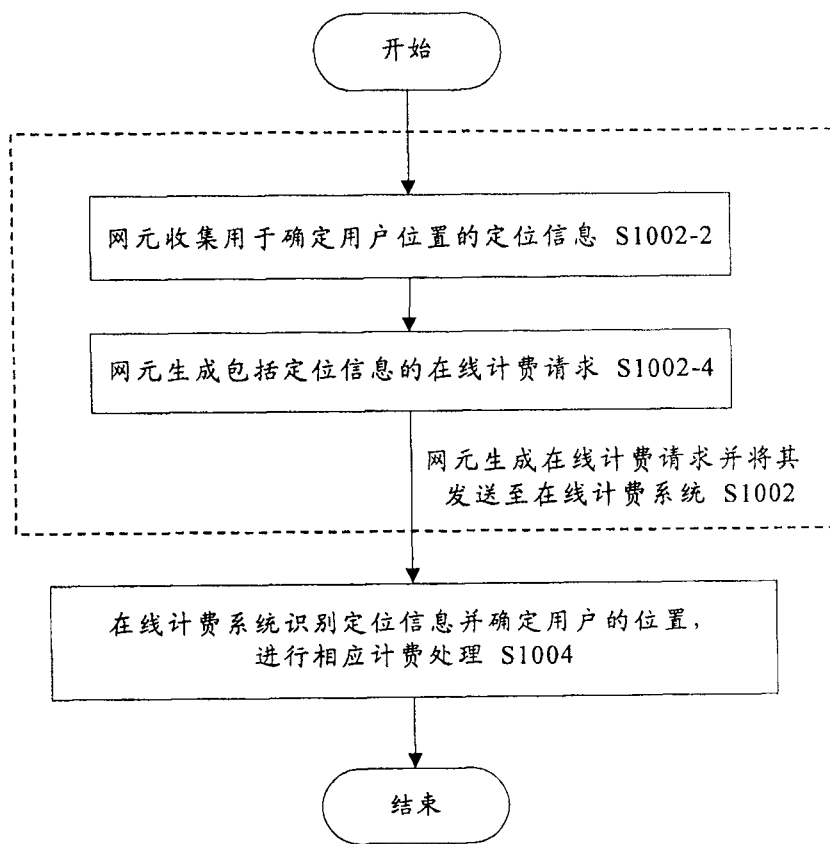 开始
网元收集用于确定用户位置的定位信息 S1002-2
网元生成包括定位信息的在线计费请求 S1002-4
网元生成在线计费请求并将其
发送至在线计费系统 S1002
在线计费系统识别定位信息并确定用户的位置，
进行相应计费处理 S1004
结束